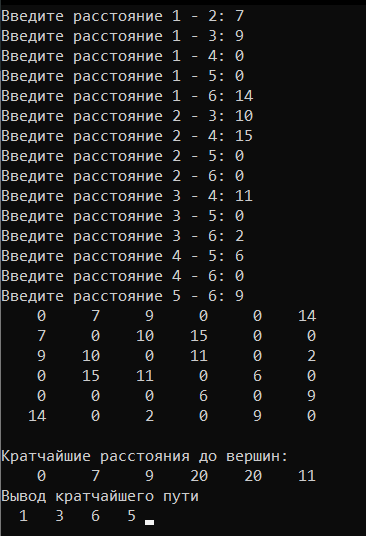 Введите расстояние 1 - 2: 7
Введите расстояние 1 - 3: 9
Введите расстояние 1 - 4: 0
Введите расстояние 1 - 5: 0
Введите расстояние 1 - 6: 14
Введите расстояние 2 - 3: 10
Введите расстояние 2 - 4: 15
Введите расстояние 2 - 5: 0
Введите расстояние 2 - 6: 0
Введите расстояние 3 - 4: 11
Введите расстояние 3 - 5: 0
Введите расстояние 3 - 6: 2
Введите расстояние 4 - 5: 6
Введите расстояние 4 - 6: 0
Введите расстояние 5 - 6: 9
0 7 9 0 0 14
7 0 10 15 0 0
9 10 0 11 0 2
0 15 11 0 6 0
0 0 0 6 0 9
14 0 2 0 9 0
Кратчайшие расстояния до вершин:
0 7 9 20 20 11
Вывод кратчайшего пути
1 3 6 5